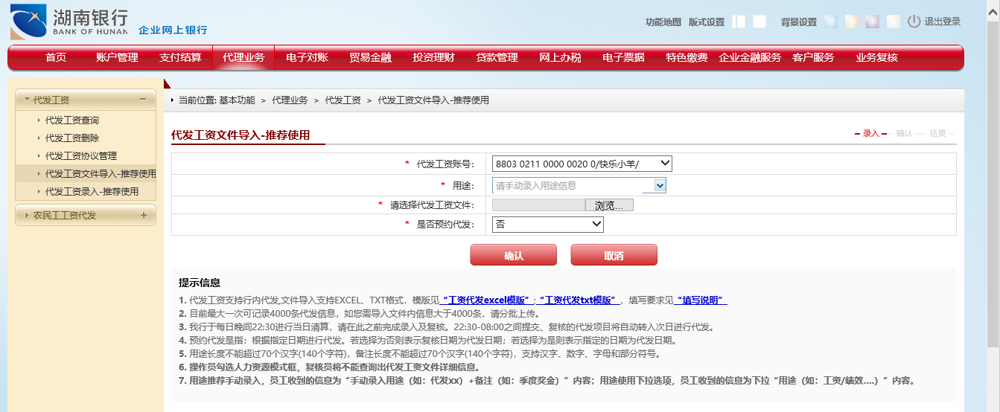 湖南银行
BANK OF HUNAN 企业网上银行
功能地图 版式设置 背景设置 退出登录
首页 账户管理 支付结算 代理业务 电子对账 贸易金融 投资理财 贷款管理 网上办税 电子票据 特色缴费 企业金融服务 客户服务 业务复核
代发工资
代发工资查询
代发工资删除
代发工资协议管理
代发工资文件导入-推荐使用
代发工资录入-推荐使用
农民工工资代发
当前位置: 基本功能 > 代理业务 > 代发工资 > 代发工资文件导入-推荐使用
代发工资文件导入-推荐使用
录入 确认 结果
* 代发工资账号: 8803 0211 0000 0020 0/快乐小羊/
* 用途: 请手动录入用途信息
* 请选择代发工资文件: 浏览...
* 是否预约代发: 否
确认 取消
提示信息
1. 代发工资支持行内代发,文件导入支持EXCEL、TXT格式，模版见“工资代发excel模版”；“工资代发txt模版”，填写要求见“填写说明”
2. 目前最大一次可记录4000条代发信息，如您需导入文件内信息大于4000条，请分批上传。
3. 我行于每日晚间22:30进行当日清算，请在此之前完成录入及复核。22:30-08:00之间提交、复核的代发项目将自动转入次日进行代发。
4. 预约代发是指：根据指定日期进行代发。若选择为否则表示复核日期为代发日期；若选择为是则表示指定的日期为代发日期。
5. 用途长度不能超过70个汉字(140个字符)，备注长度不能超过70个汉字(140个字符)，支持汉字、数字、字母和部分符号。
6. 操作员勾选人力资源模式框，复核员将不能查询出代发工资文件详细信息。
7. 用途推荐手动录入，员工收到的信息为“手动录入用途（如：代发xx）+备注（如：季度奖金）”内容；用途使用下拉选项，员工收到的信息为下拉“用途（如：工资/绩效....）”内容。